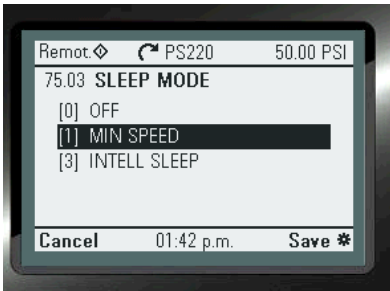 Remot. PS220 50.00 PSI
75.03 SLEEP MODE
[0] OFF
[1] MIN SPEED
[3] INTELL SLEEP
Cancel 01:42 p.m. Save